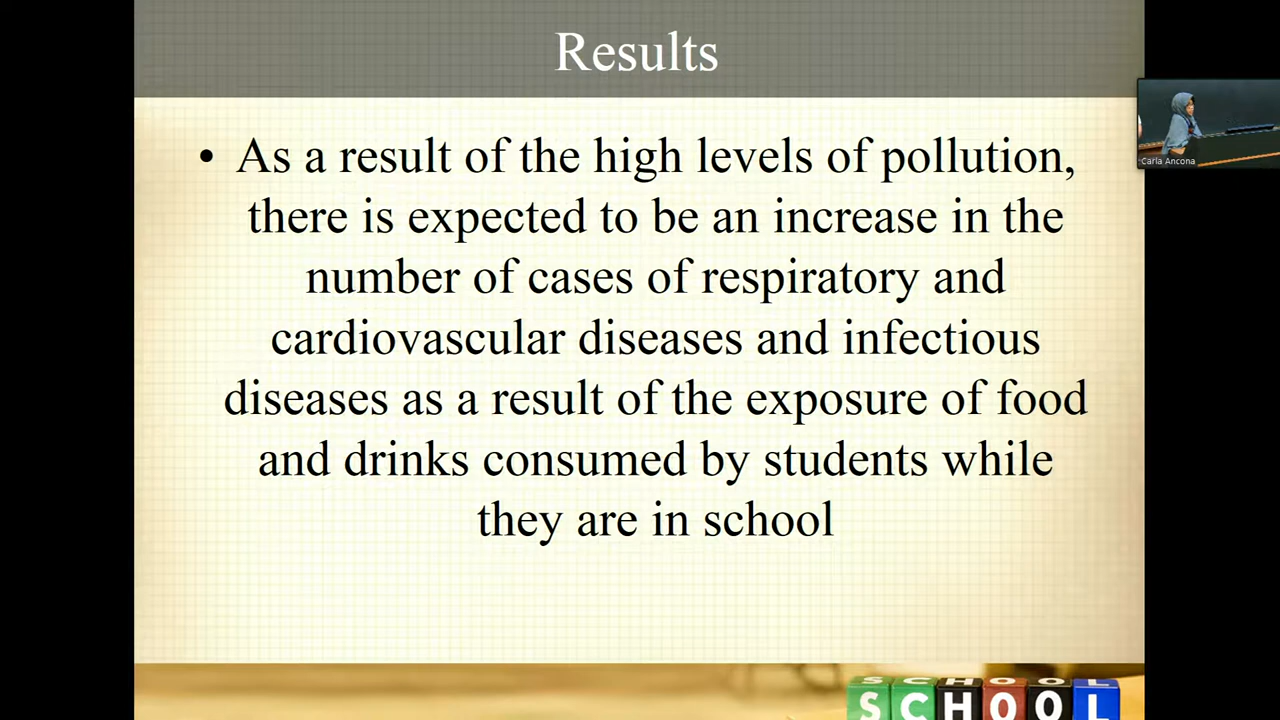 Results
• As a result of the high levels of pollution,
there is expected to be an increase in the
number of cases of respiratory and
cardiovascular diseases and infectious
diseases as a result of the exposure of food
and drinks consumed by students while
they are in school
Carla Ancona
SCHOOL
SCHOOL